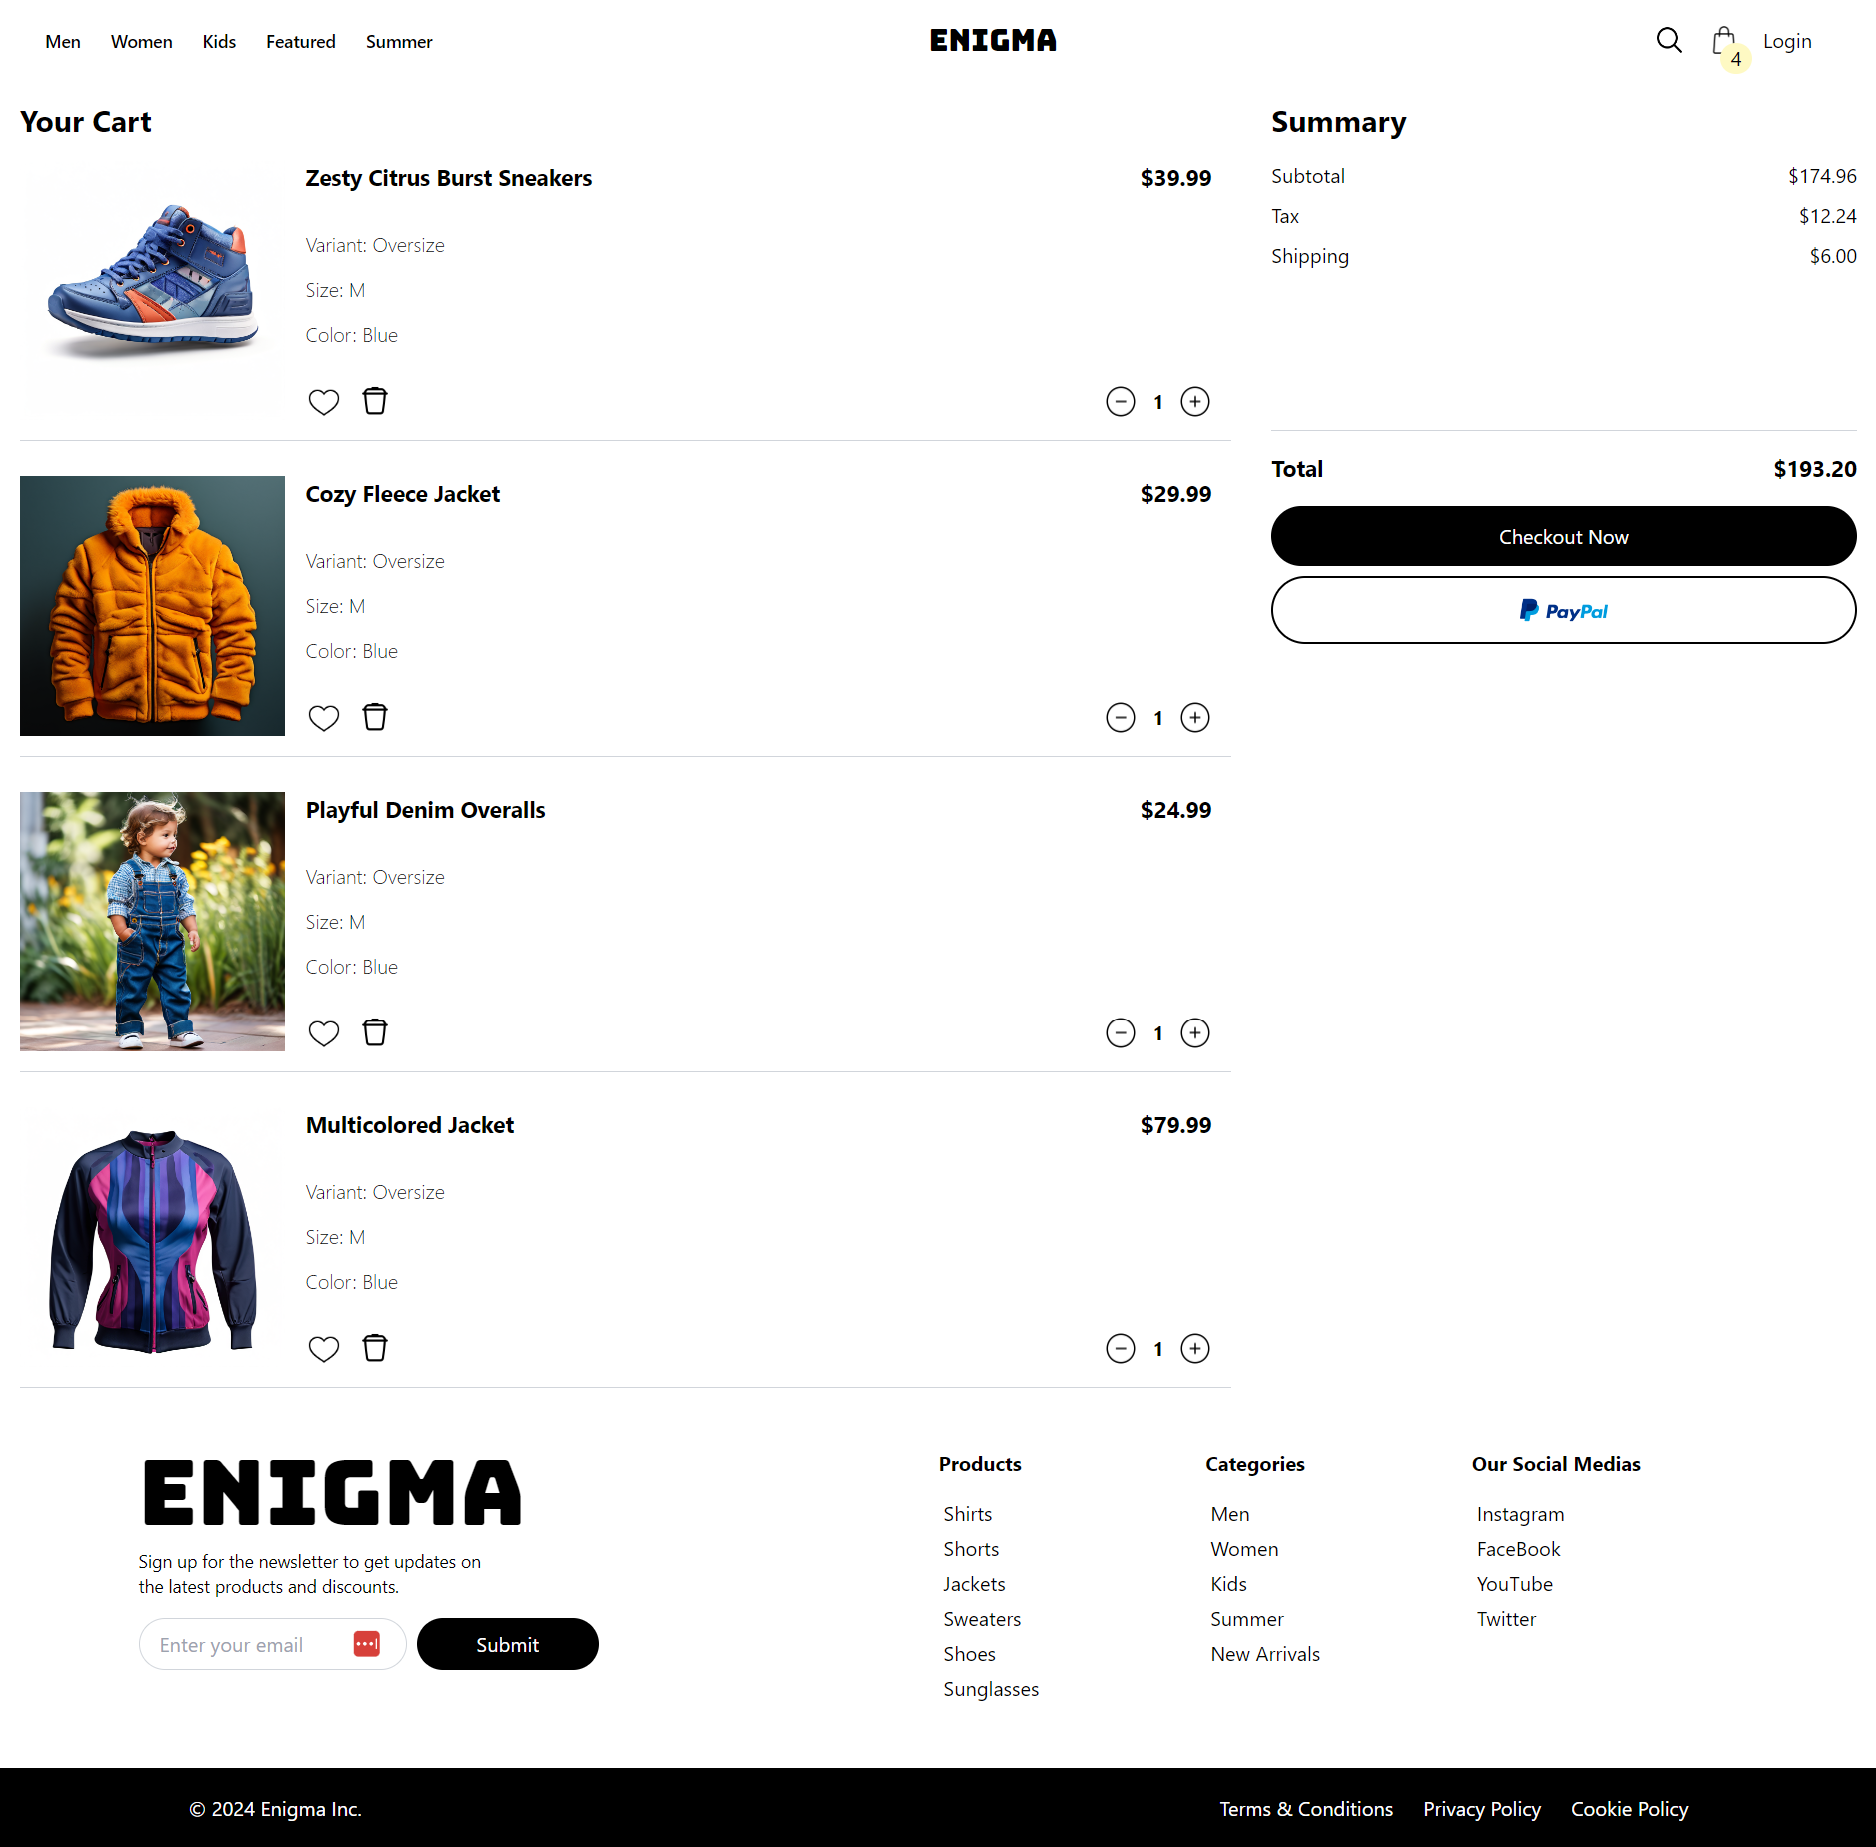 Men Women Kids Featured Summer
ENIGMA
4
Login
Your Cart
Zesty Citrus Burst Sneakers $39.99
Variant: Oversize
Size: M
Color: Blue
1
Cozy Fleece Jacket $29.99
Variant: Oversize
Size: M
Color: Blue
1
Playful Denim Overalls $24.99
Variant: Oversize
Size: M
Color: Blue
1
Multicolored Jacket $79.99
Variant: Oversize
Size: M
Color: Blue
1
Summary
Subtotal $174.96
Tax $12.24
Shipping $6.00
Total $193.20
Checkout Now
PayPal
ENIGMA
Sign up for the newsletter to get updates on
the latest products and discounts.
Enter your email
Submit
Products
Shirts
Shorts
Jackets
Sweaters
Shoes
Sunglasses
Categories
Men
Women
Kids
Summer
New Arrivals
Our Social Medias
Instagram
FaceBook
YouTube
Twitter
© 2024 Enigma Inc.
Terms & Conditions Privacy Policy Cookie Policy